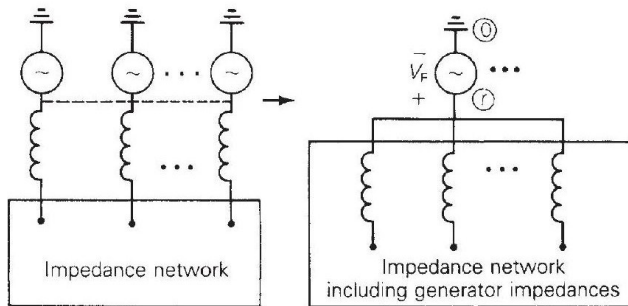 Impedance network
0
V̅F
+
r
Impedance network
including generator impedances